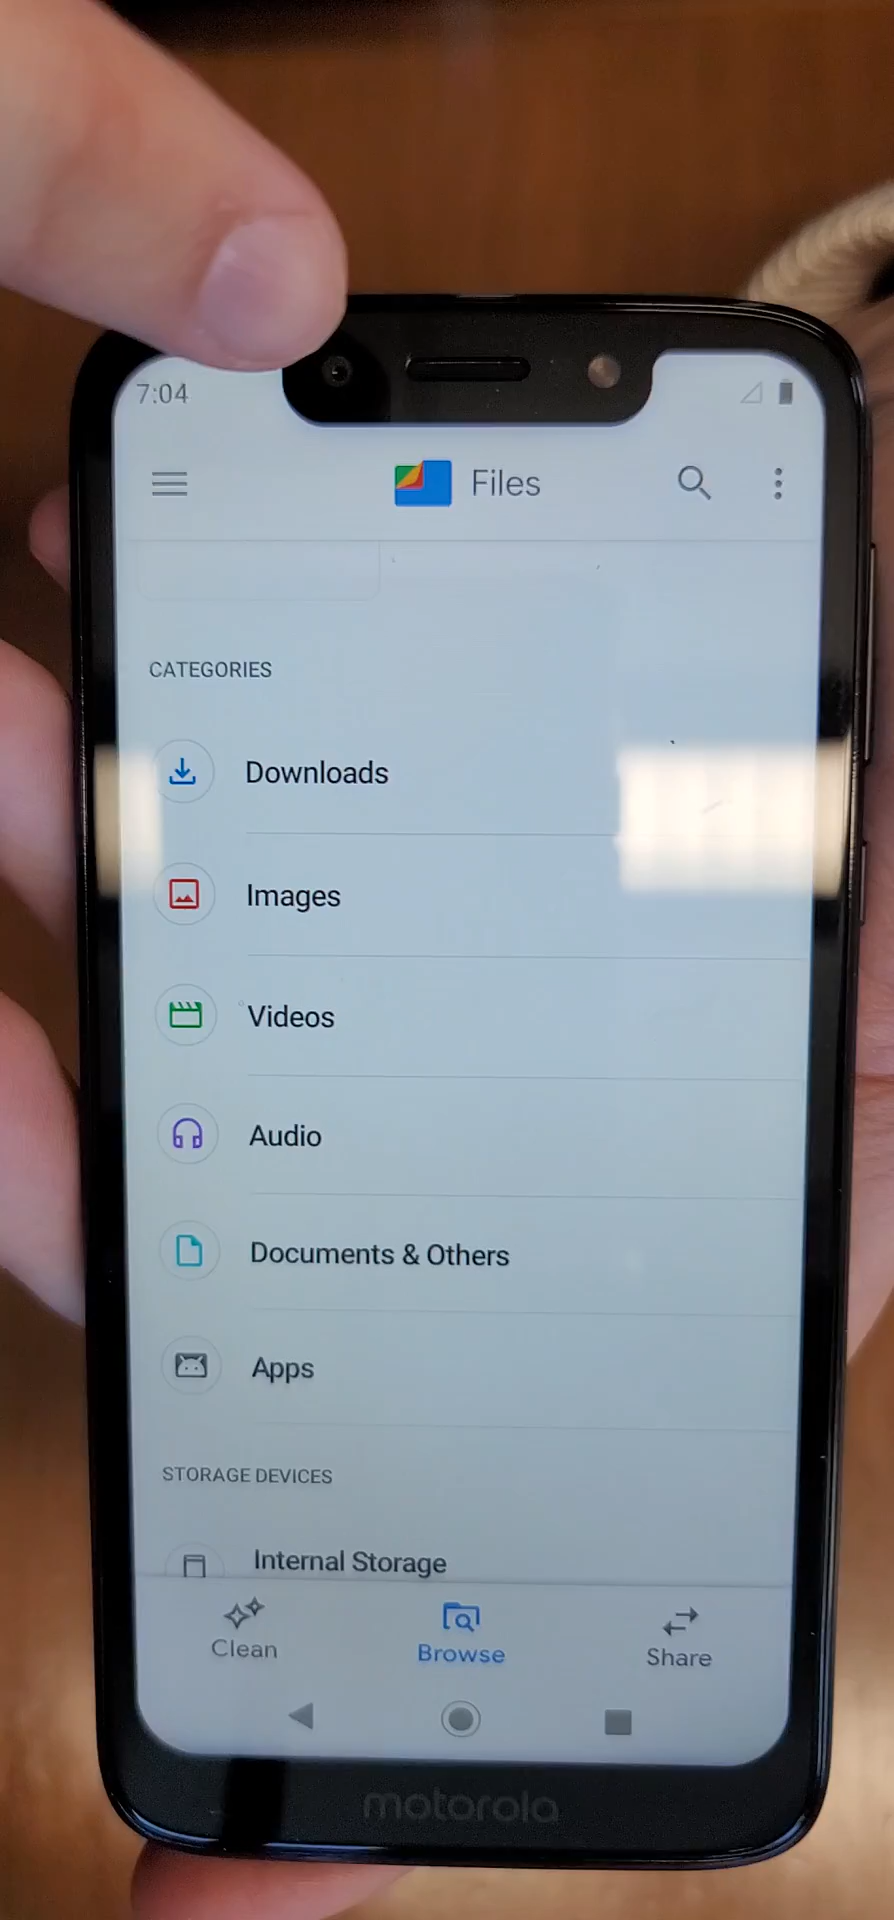 7:04
Files
CATEGORIES
Downloads
Images
Videos
Audio
Documents & Others
Apps
STORAGE DEVICES
Internal Storage
Clean
Browse
Share
motorola